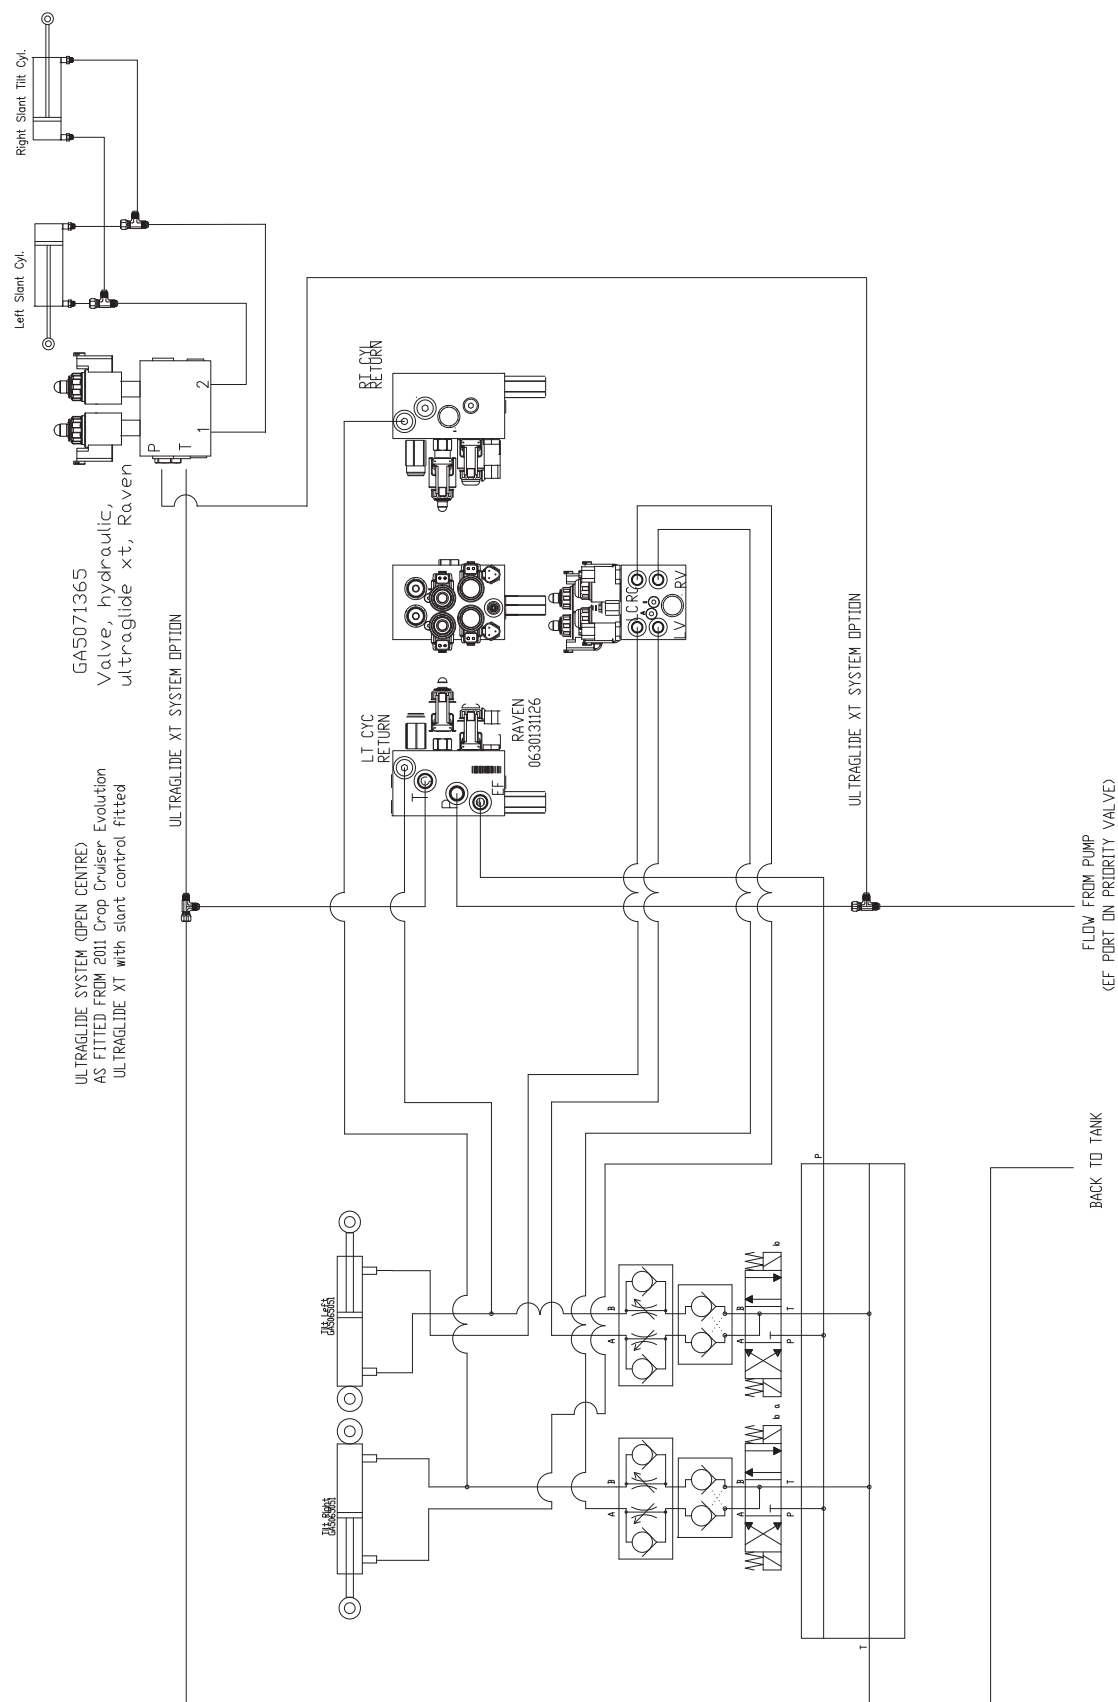 Right Slant Tilt Cyl.
Left Slant Cyl.
P
T
1
2
GA5071365
Valve, hydraulic,
ultraglide xt, Raven
ULTRAGLIDE XT SYSTEM OPTION
ULTRAGLIDE SYSTEM (OPEN CENTRE)
AS FITTED FROM 2011 Crop Cruiser Evolution
ULTRAGLIDE XT with slant control fitted
RT CYL
RETURN
LT CYC
RETURN
T
P
EF
RAVEN
0630131126
LC RC
LV
RV
ULTRAGLIDE XT SYSTEM OPTION
FLOW FROM PUMP
(EF PORT ON PRIORITY VALVE)
BACK TO TANK
Tilt Left
GA5065051
Tilt Right
GA5065051
A
B
A
B
P
T
b
a
A
B
A
B
P
T
b
P
T